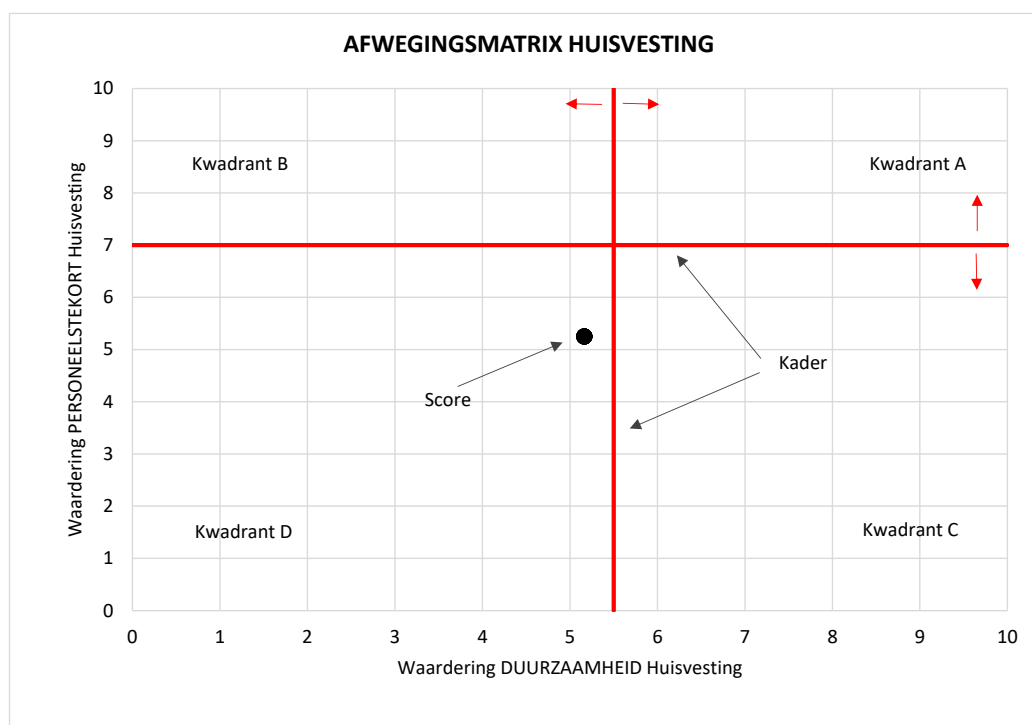 AFWEGINGSMATRIX HUISVESTING
10
9
8
7
6
5
4
3
2
1
0
Waardering PERSONEELSTEKORT Huisvesting
Kwadrant B
Kwadrant A
Kader
Score
Kwadrant D
Kwadrant C
0 1 2 3 4 5 6 7 8 9 10
Waardering DUURZAAMHEID Huisvesting